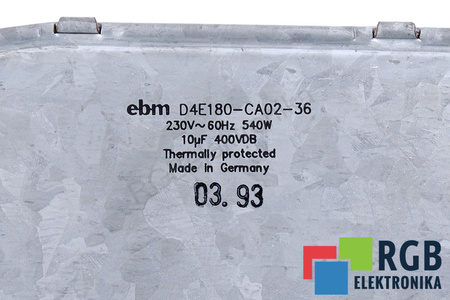 ebm D4E180-CA02-36
230V~60Hz 540W
10µF 400VDB
Thermally protected
Made in Germany
03.93
RGB
ELEKTRONIKA